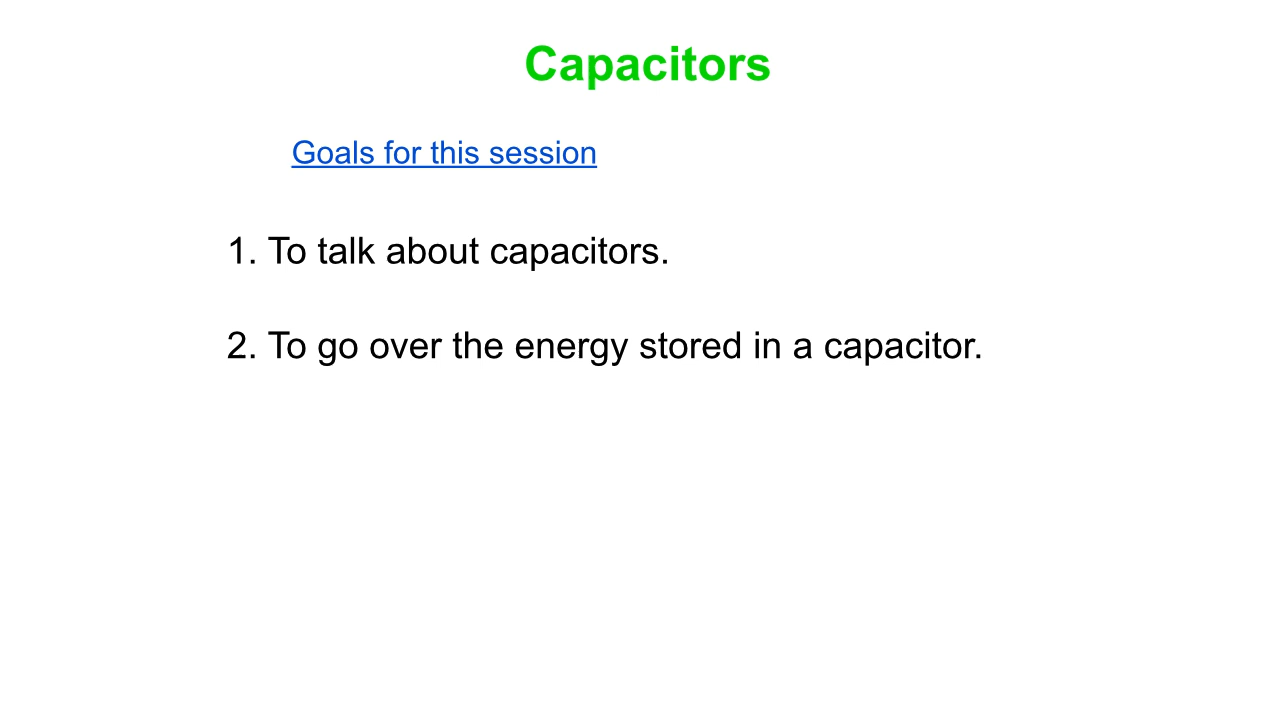 Capacitors
Goals for this session
1. To talk about capacitors.
2. To go over the energy stored in a capacitor.